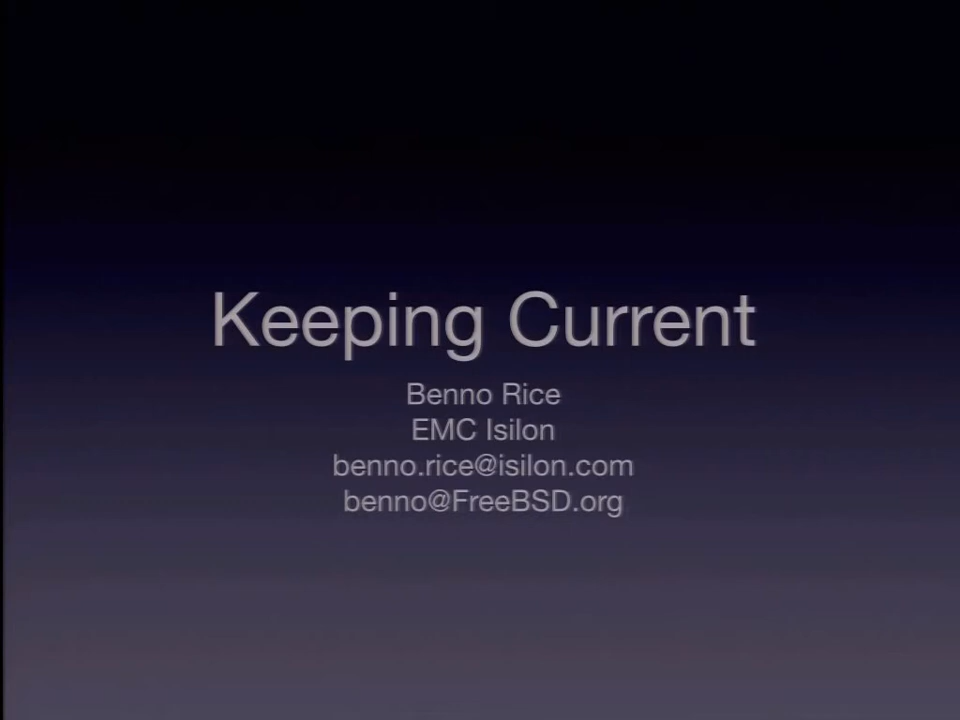 Keeping Current
Benno Rice
EMC Isilon
benno.rice@isilon.com
benno@FreeBSD.org